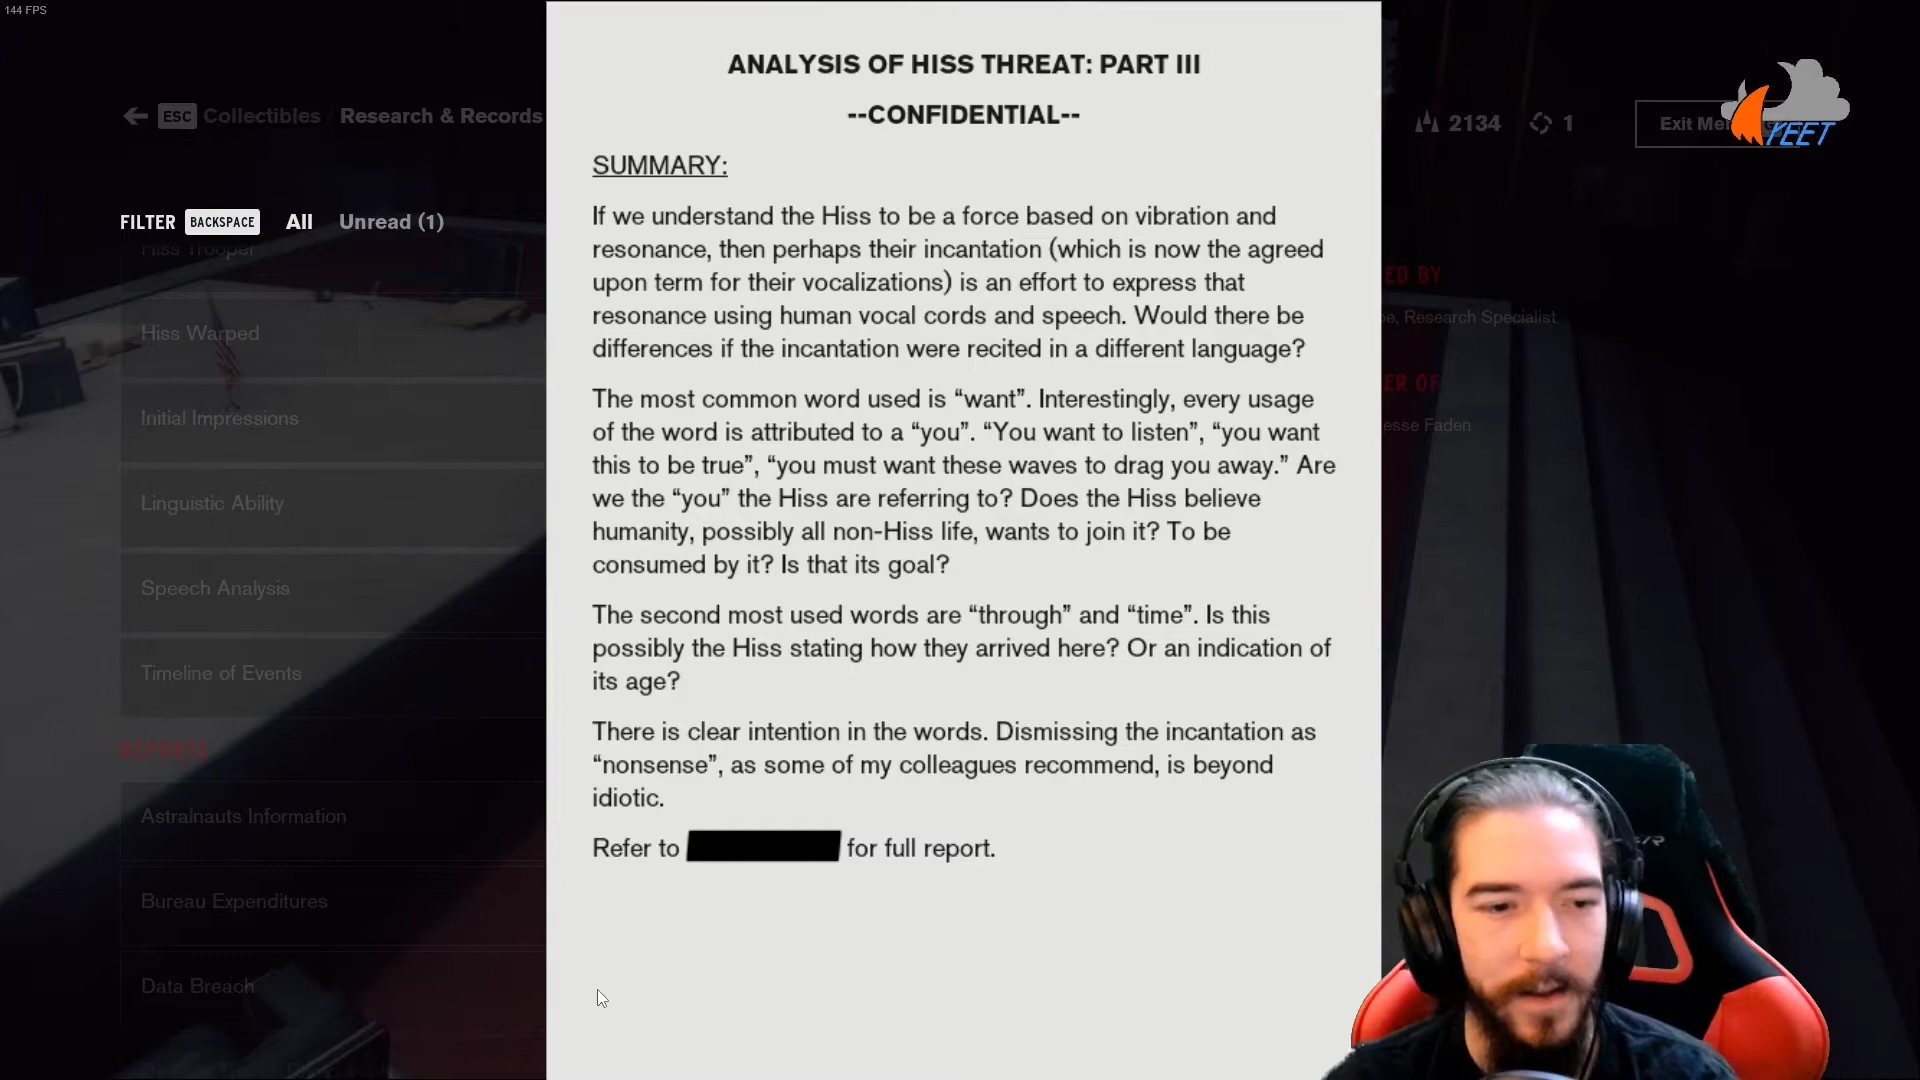 144 FPS
ANALYSIS OF HISS THREAT: PART III
--CONFIDENTIAL--
ESC Collectibles / Research & Records
2134 1
Exit Me
YEET
SUMMARY:
FILTER BACKSPACE All Unread (1)
If we understand the Hiss to be a force based on vibration and
resonance, then perhaps their incantation (which is now the agreed
upon term for their vocalizations) is an effort to express that
resonance using human vocal cords and speech. Would there be
differences if the incantation were recited in a different language?
The most common word used is “want”. Interestingly, every usage
of the word is attributed to a “you”. “You want to listen”, “you want
this to be true”, “you must want these waves to drag you away.” Are
we the “you” the Hiss are referring to? Does the Hiss believe
humanity, possibly all non-Hiss life, wants to join it? To be
consumed by it? Is that its goal?
The second most used words are “through” and “time”. Is this
possibly the Hiss stating how they arrived here? Or an indication of
its age?
There is clear intention in the words. Dismissing the incantation as
“nonsense”, as some of my colleagues recommend, is beyond
idiotic.
Refer to for full report.
Hiss Trooper
Hiss Warped
Initial Impressions
Linguistic Ability
Speech Analysis
Timeline of Events
REPORTS
Astralnauts Information
Bureau Expenditures
Data Breach
ED BY
pe, Research Specialist
ER OF
esse Faden